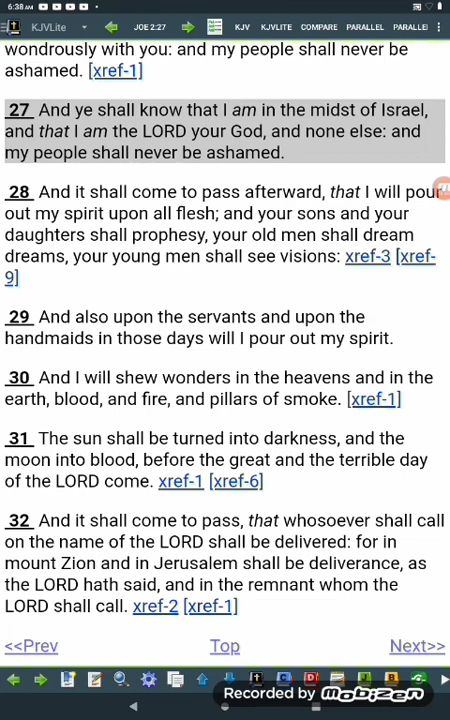 6:38 AM
KJVLite JOE 2:27 KJV KJVLITE COMPARE PARALLEL PARALLE
wondrously with you: and my people shall never be
ashamed. [xref-1]
27 And ye shall know that I am in the midst of Israel,
and that I am the LORD your God, and none else: and
my people shall never be ashamed.
28 And it shall come to pass afterward, that I will pour
out my spirit upon all flesh; and your sons and your
daughters shall prophesy, your old men shall dream
dreams, your young men shall see visions: xref-3 [xref-
9]
29 And also upon the servants and upon the
handmaids in those days will I pour out my spirit.
30 And I will shew wonders in the heavens and in the
earth, blood, and fire, and pillars of smoke. [xref-1]
31 The sun shall be turned into darkness, and the
moon into blood, before the great and the terrible day
of the LORD come. xref-1 [xref-6]
32 And it shall come to pass, that whosoever shall call
on the name of the LORD shall be delivered: for in
mount Zion and in Jerusalem shall be deliverance, as
the LORD hath said, and in the remnant whom the
LORD shall call. xref-2 [xref-1]
<<Prev Top Next>>
Recorded by Mobizen